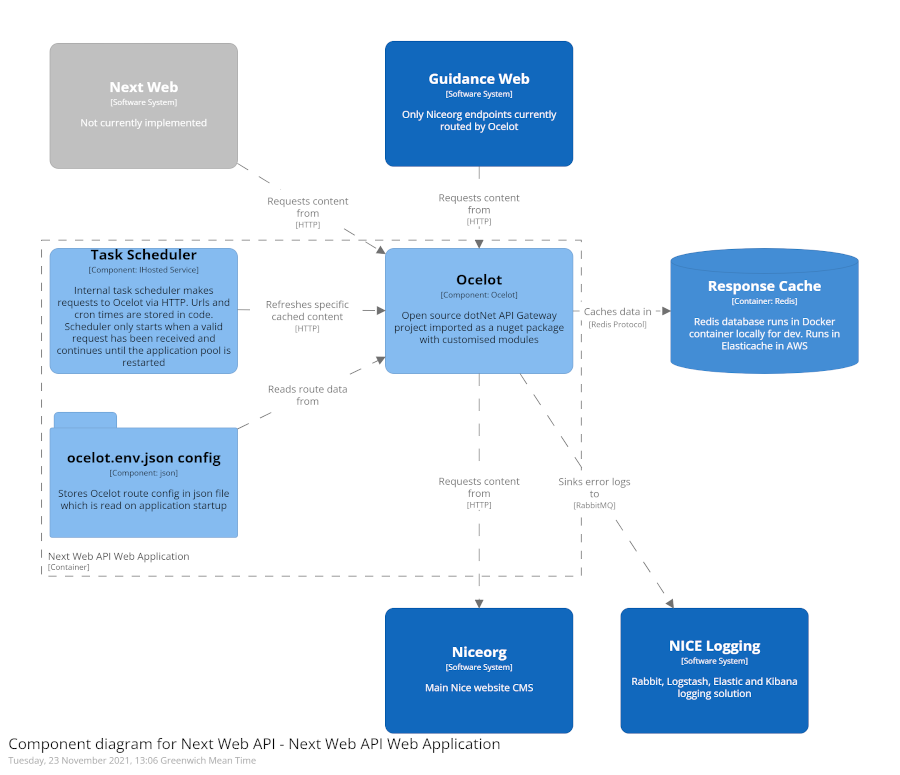 Next Web
[Software System]
Not currently implemented
Guidance Web
[Software System]
Only Niceorg endpoints currently
routed by Ocelot
Requests content
from
[HTTP]
Requests content
from
[HTTP]
Task Scheduler
[Component: IHosted Service]
Internal task scheduler makes
requests to Ocelot via HTTP. Urls and
cron times are stored in code.
Scheduler only starts when a valid
request has been received and
continues until the application pool is
restarted
Refreshes specific
cached content
[HTTP]
Ocelot
[Component: Ocelot]
Open source dotNet API Gateway
project imported as a nuget package
with customised modules
Caches data in
[Redis Protocol]
Response Cache
[Container: Redis]
Redis database runs in Docker
container locally for dev. Runs in
Elasticache in AWS
Reads route data
from
ocelot.env.json config
[Component: json]
Stores Ocelot route config in json file
which is read on application startup
Requests content
from
[HTTP]
Sinks error logs
to
[RabbitMQ]
Next Web API Web Application
[Container]
Niceorg
[Software System]
Main Nice website CMS
NICE Logging
[Software System]
Rabbit, Logstash, Elastic and Kibana
logging solution
Component diagram for Next Web API - Next Web API Web Application
Tuesday, 23 November 2021, 13:06 Greenwich Mean Time